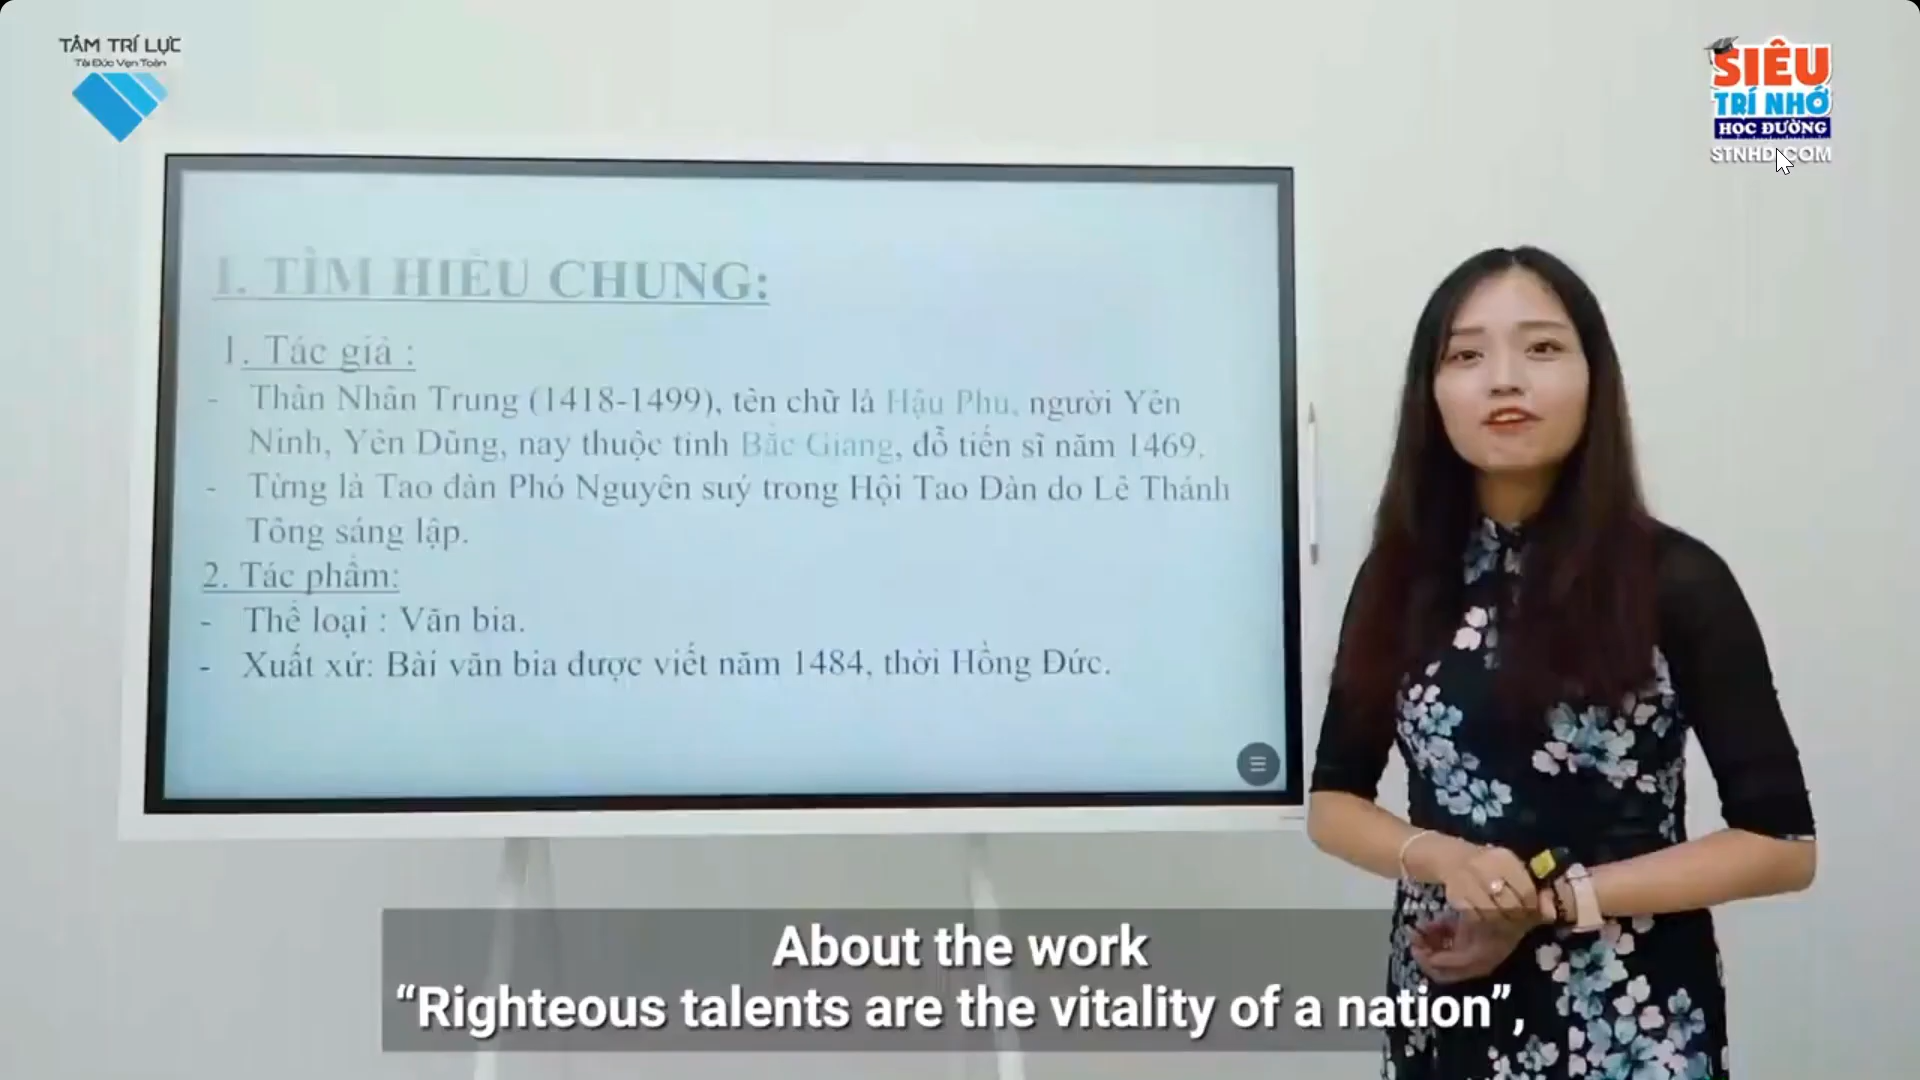 TÂM TRÍ LỰC
Tài Đức Vẹn Toàn
SIÊU
TRÍ NHỚ
HỌC ĐƯỜNG
STNHD.COM
I. TÌM HIỂU CHUNG:
1. Tác giả :
- Thân Nhân Trung (1418-1499), tên chữ là Hậu Phủ, người Yên
Ninh, Yên Dũng, nay thuộc tỉnh Bắc Giang, đỗ tiến sĩ năm 1469.
- Từng là Tao đàn Phó Nguyên suý trong Hội Tao Đàn do Lê Thánh
Tông sáng lập.
2. Tác phẩm:
- Thể loại : Văn bia.
- Xuất xứ: Bài văn bia được viết năm 1484, thời Hồng Đức.
About the work
“Righteous talents are the vitality of a nation”,